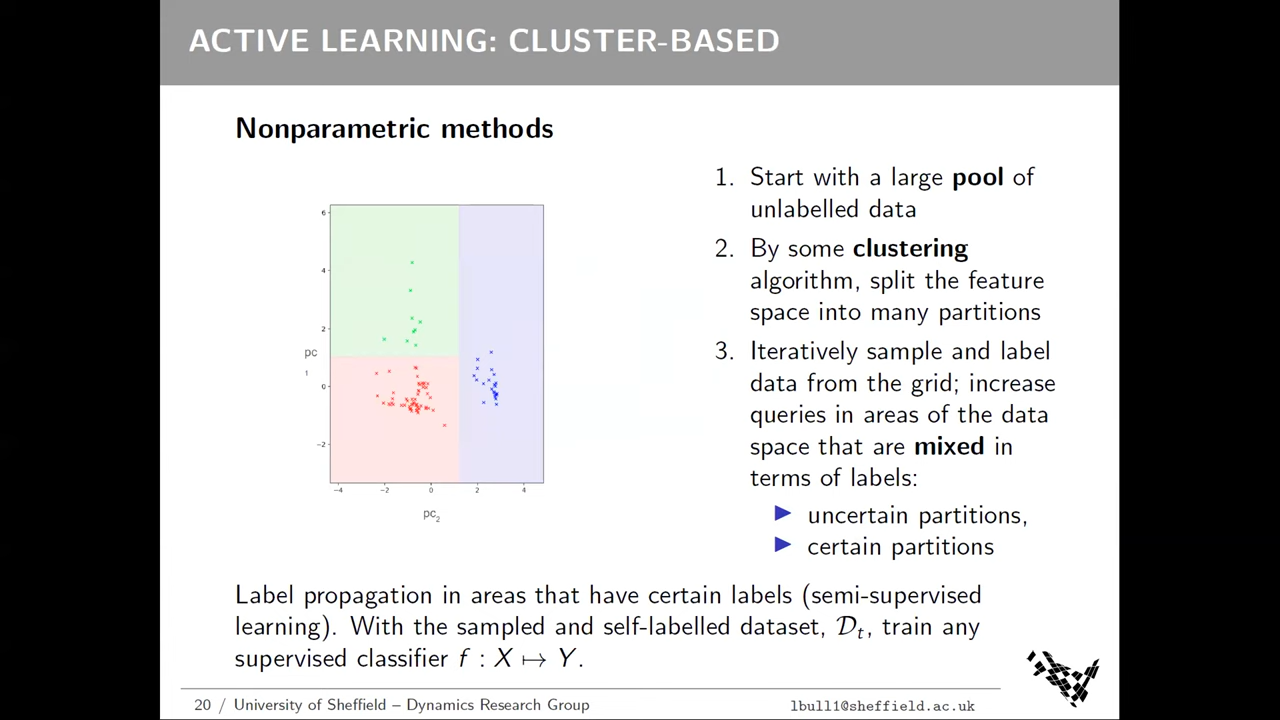 ACTIVE LEARNING: CLUSTER-BASED
Nonparametric methods
6
4
2
0
−2
−4
−2
0
2
4
pc
1
pc2
1. Start with a large pool of
unlabelled data
2. By some clustering
algorithm, split the feature
space into many partitions
3. Iteratively sample and label
data from the grid; increase
queries in areas of the data
space that are mixed in
terms of labels:
▶ uncertain partitions,
▶ certain partitions
Label propagation in areas that have certain labels (semi-supervised
learning). With the sampled and self-labelled dataset, 𝒟t, train any
supervised classifier f : X ↦ Y.
20 / University of Sheffield – Dynamics Research Group
lbull1@sheffield.ac.uk